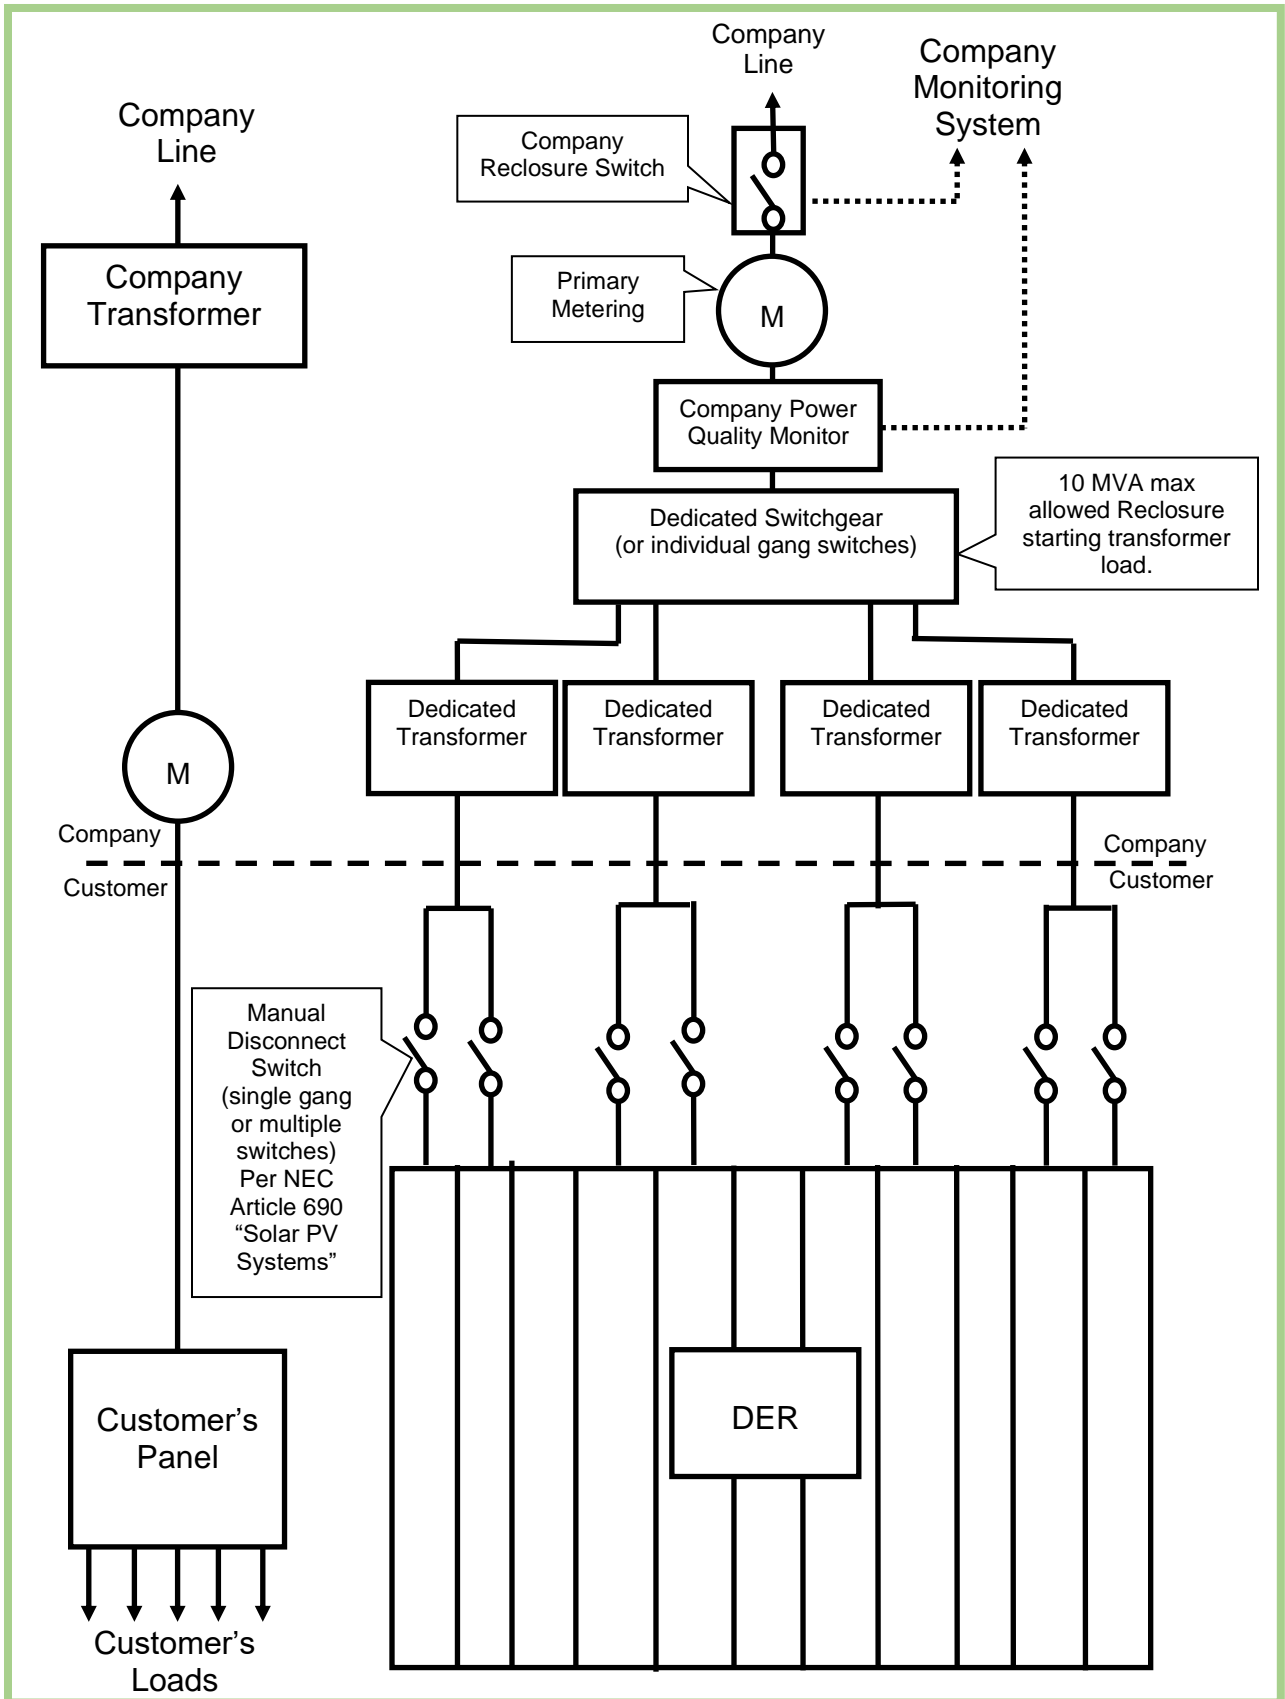 Company
Line
Company
Monitoring
System
Company
Line
Company
Reclosure Switch
Company
Transformer
Primary
Metering
M
Company Power
Quality Monitor
10 MVA max
allowed Reclosure
starting transformer
load.
Dedicated Switchgear
(or individual gang switches)
Dedicated
Transformer
Dedicated
Transformer
Dedicated
Transformer
Dedicated
Transformer
M
Company
Customer
Company
Customer
Manual
Disconnect
Switch
(single gang
or multiple
switches)
Per NEC
Article 690
“Solar PV
Systems”
Customer’s
Panel
DER
Customer’s
Loads